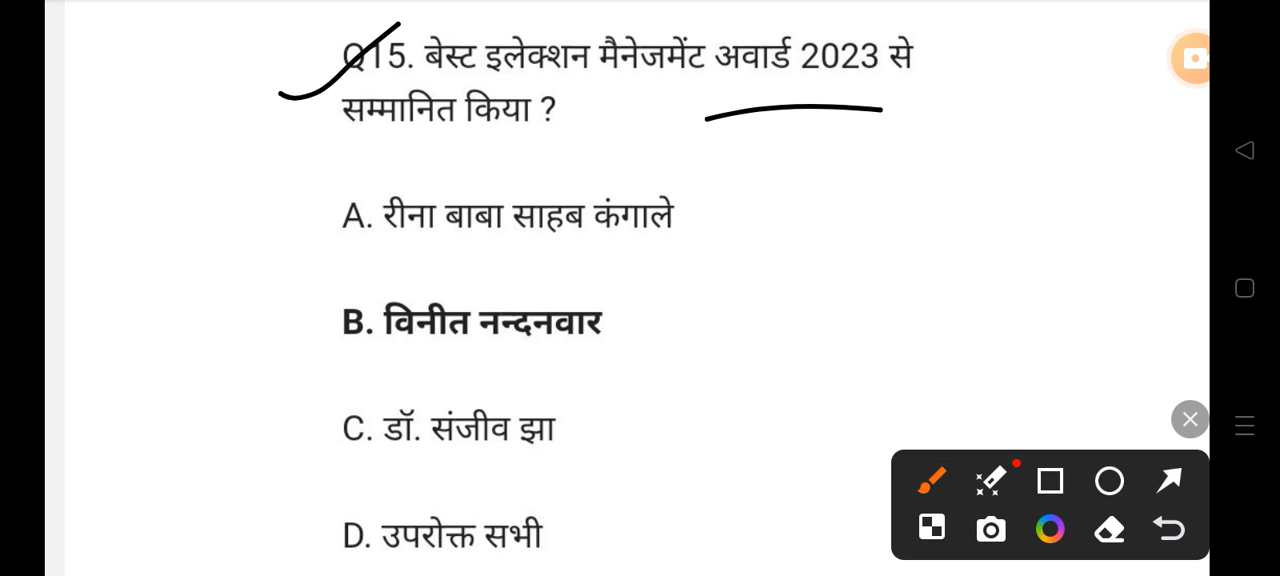 Q15. बेस्ट इलेक्शन मैनेजमेंट अवार्ड 2023 से
सम्मानित किया ?
A. रीना बाबा साहब कंगाले
B. विनीत नन्दनवार
C. डॉ. संजीव झा
D. उपरोक्त सभी